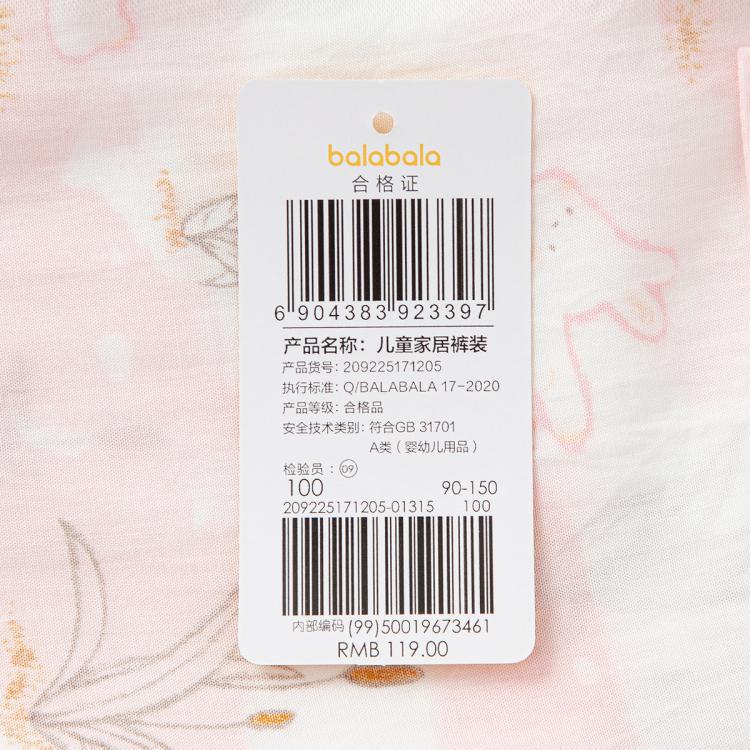 balabala
合格证
6 904383 923397
产品名称：儿童家居裤装
产品货号：209225171205
执行标准：Q/BALABALA 17-2020
产品等级：合格品
安全技术类别：符合GB 31701
A类（婴幼儿用品）
检验员：09
100 90-150
209225171205-01315 100
内部编码 (99)50019673461
RMB 119.00